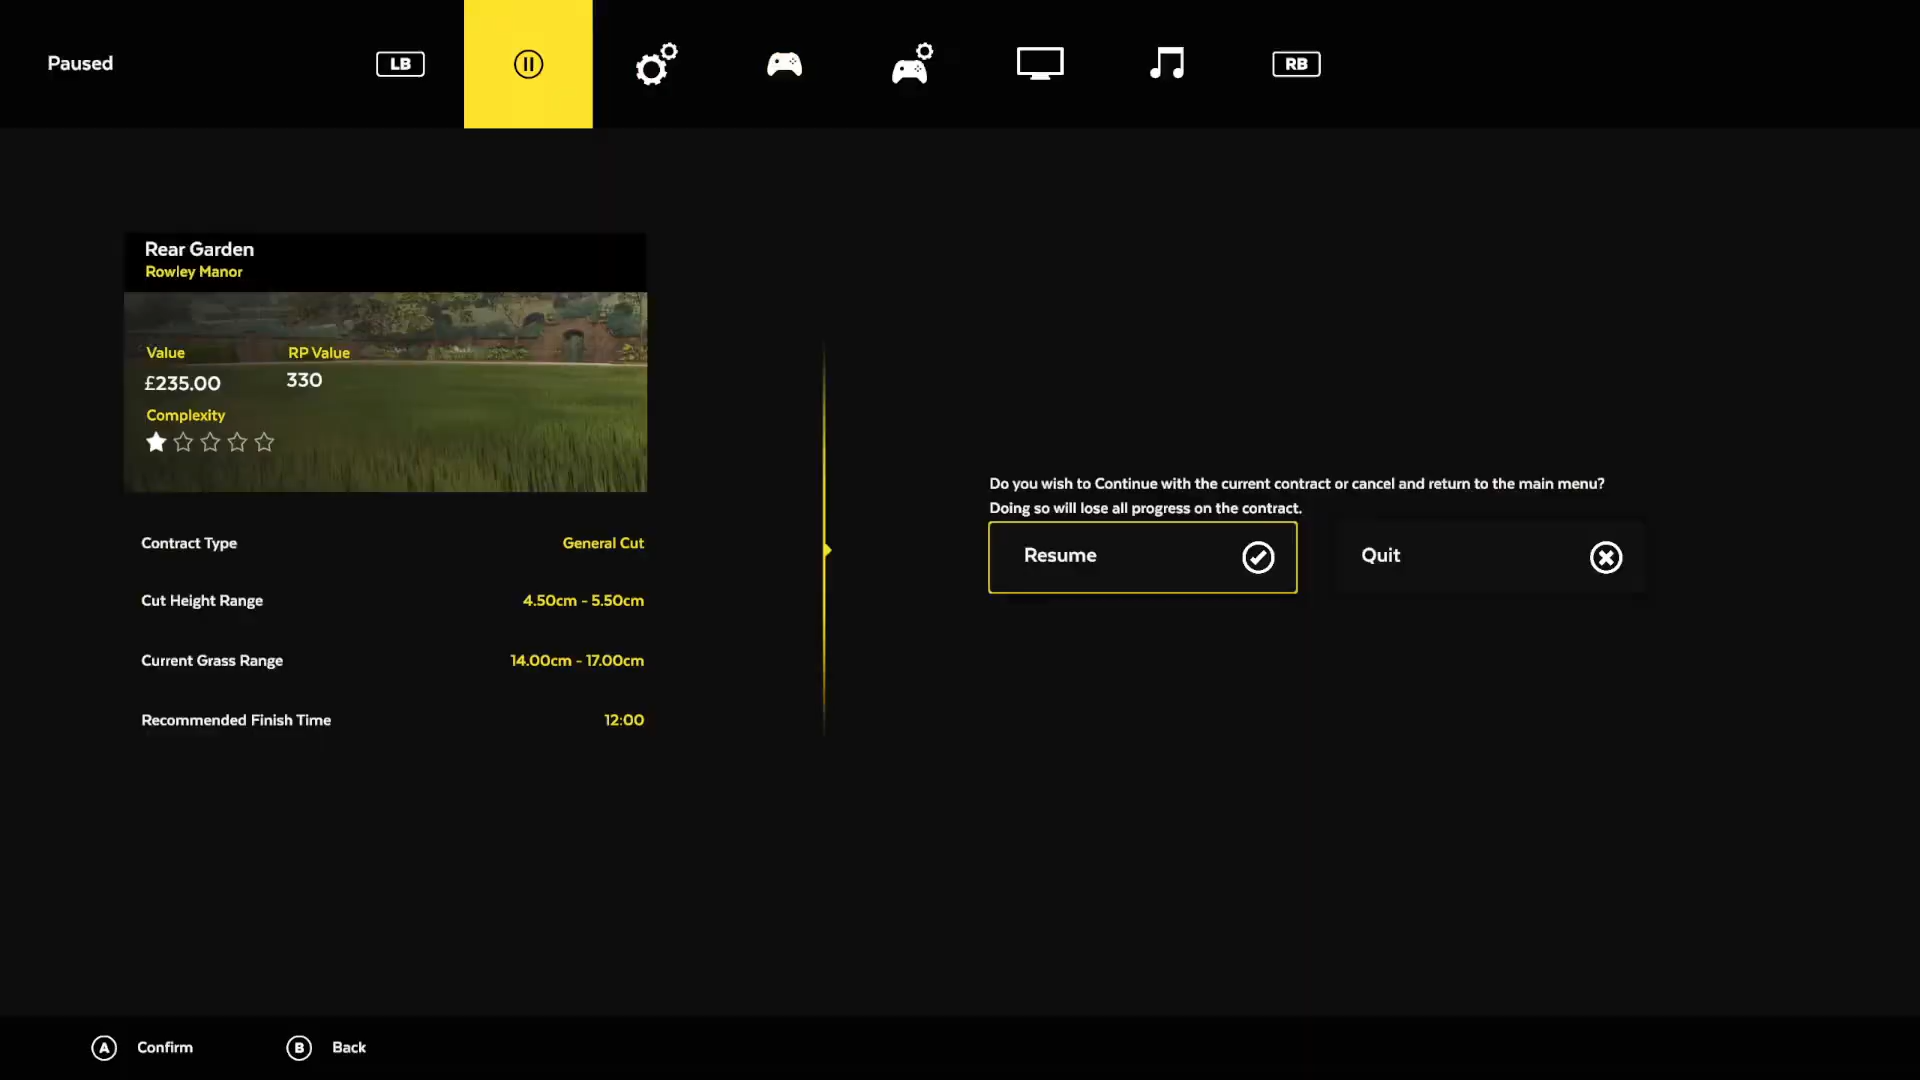 Paused
LB
RB
Rear Garden
Rowley Manor
Value
RP Value
£235.00
330
Complexity
Contract Type
General Cut
Cut Height Range
4.50cm - 5.50cm
Current Grass Range
14.00cm - 17.00cm
Recommended Finish Time
12:00
Do you wish to Continue with the current contract or cancel and return to the main menu?
Doing so will lose all progress on the contract.
Resume
Quit
A Confirm
B Back